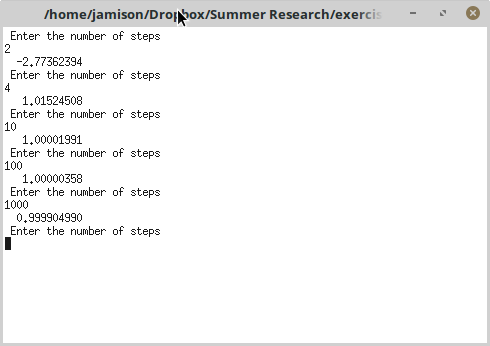 /home/jamison/Dropbox/Summer Research/exercis
Enter the number of steps
2
-2.77362394
Enter the number of steps
4
1.01524508
Enter the number of steps
10
1.00001991
Enter the number of steps
100
1.00000358
Enter the number of steps
1000
0.999904990
Enter the number of steps